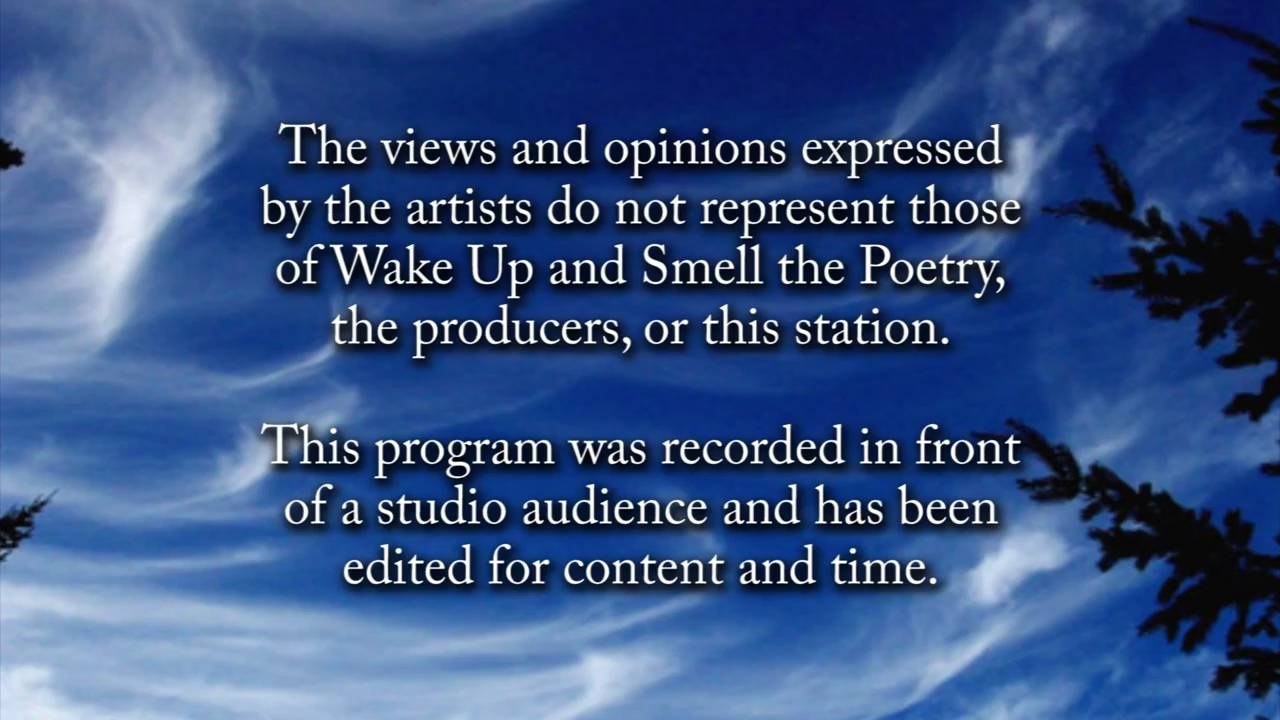 The views and opinions expressed
by the artists do not represent those
of Wake Up and Smell the Poetry,
the producers, or this station.
This program was recorded in front
of a studio audience and has been
edited for content and time.